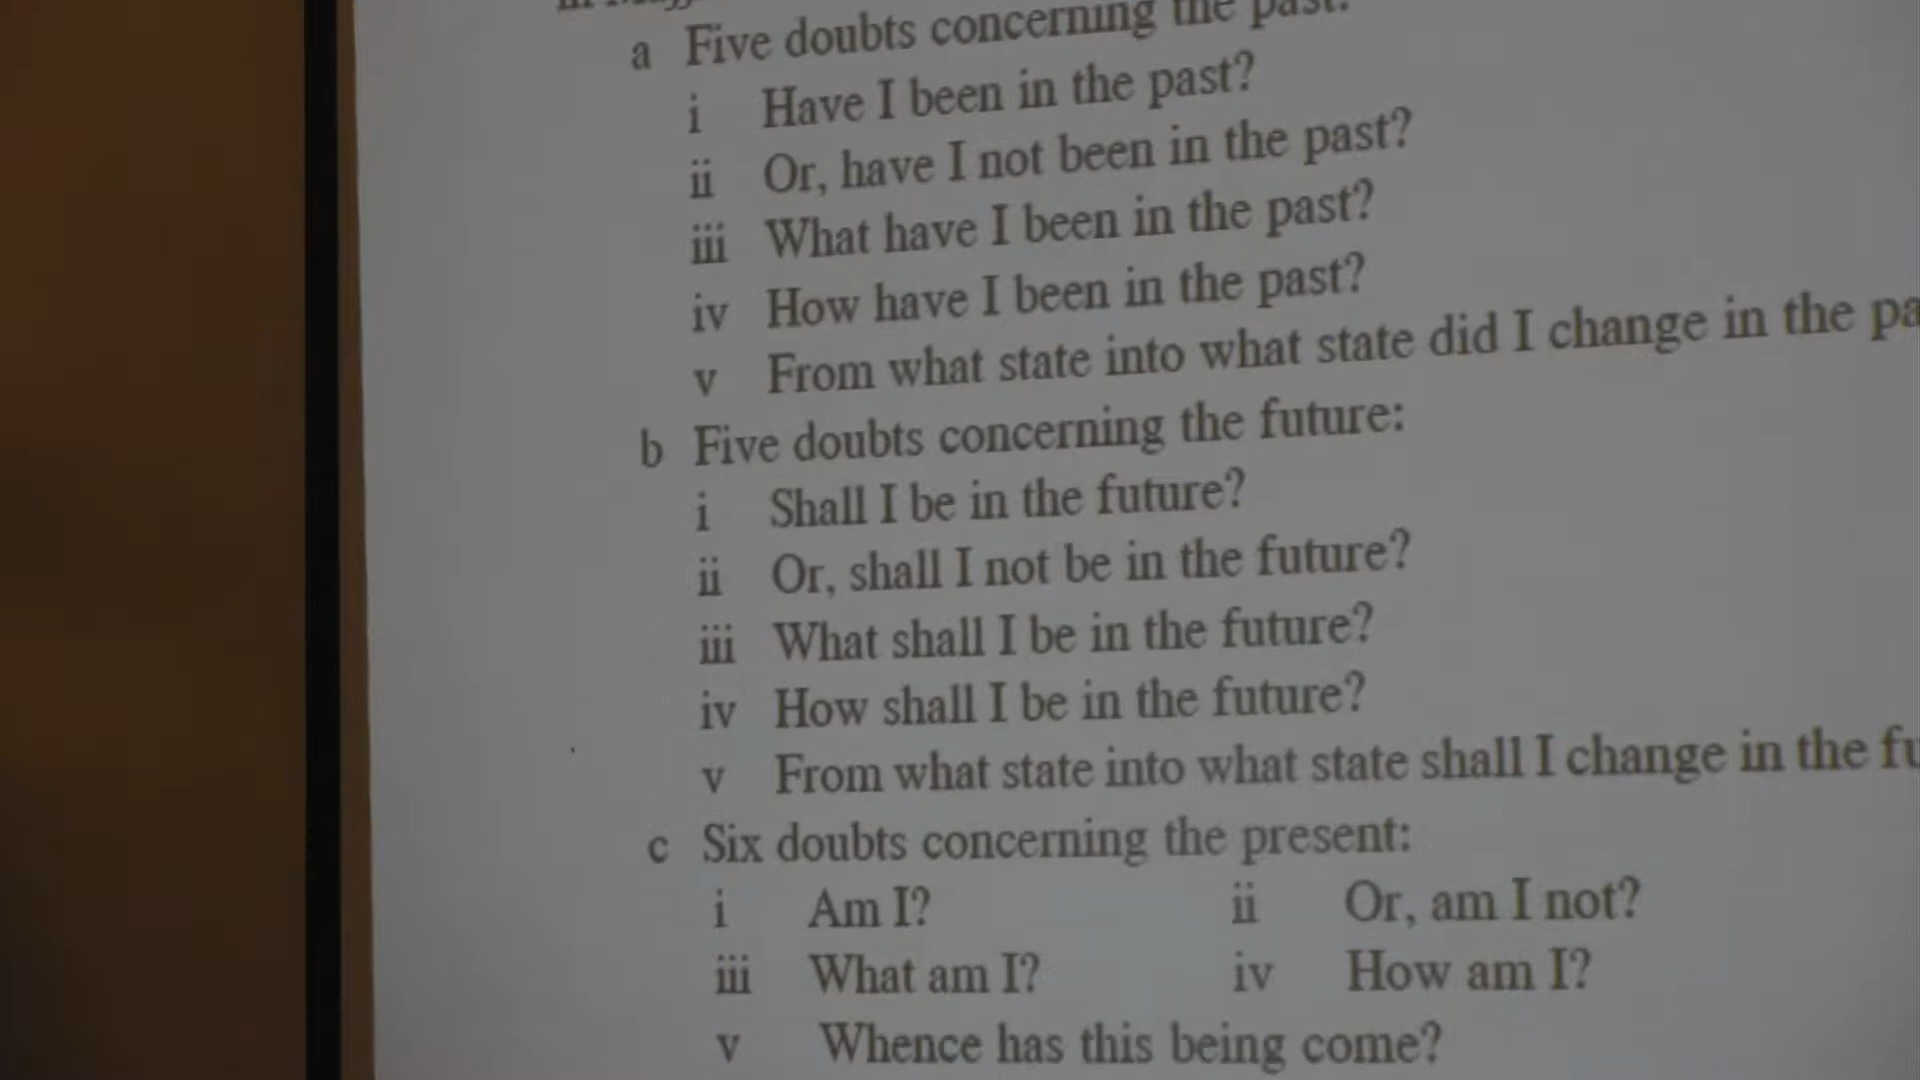 a Five doubts concerning the past:
i Have I been in the past?
ii Or, have I not been in the past?
iii What have I been in the past?
iv How have I been in the past?
v From what state into what state did I change in the pa
b Five doubts concerning the future:
i Shall I be in the future?
ii Or, shall I not be in the future?
iii What shall I be in the future?
iv How shall I be in the future?
v From what state into what state shall I change in the fu
c Six doubts concerning the present:
i Am I? ii Or, am I not?
iii What am I? iv How am I?
v Whence has this being come?